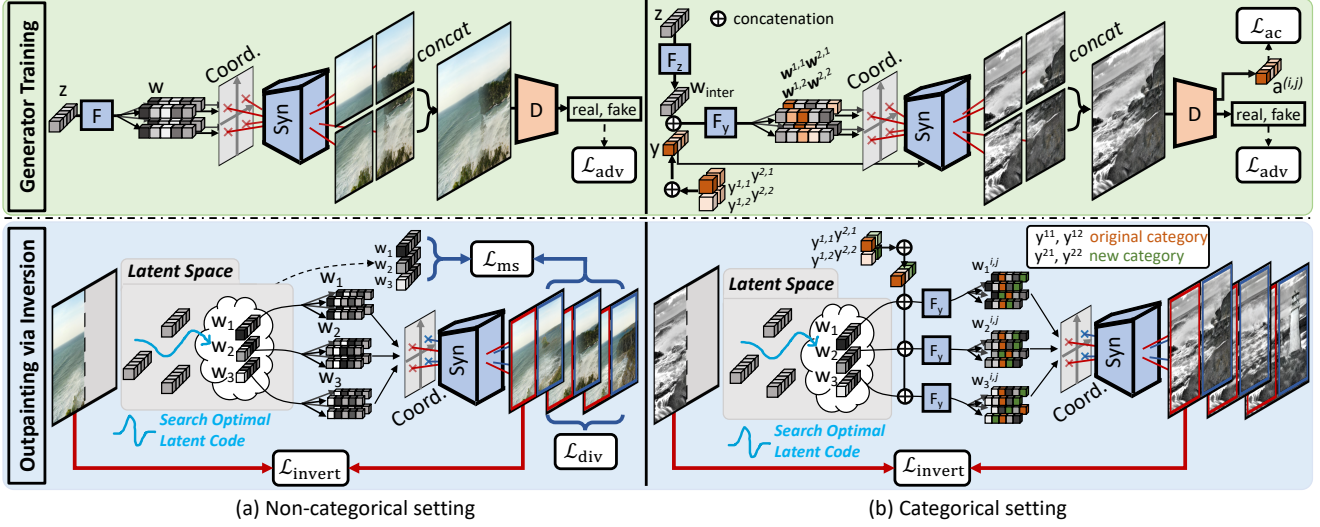 Generator Training
z
F
w
Coord.
Syn
concat
D
real, fake
ℒadv
z
⊕ concatenation
Fz
winter
Fy
y
y1,1 y2,1
y1,2 y2,2
w1,1 w2,1
w1,2 w2,2
Coord.
Syn
concat
D
ℒac
a(i,j)
real, fake
ℒadv
Outpainting via Inversion
Latent Space
w1
w2
w3
Search Optimal
Latent Code
w1
w2
w3
w1
w2
w3
ℒms
Coord.
Syn
ℒdiv
ℒinvert
y1,1 y2,1
y1,2 y2,2
Latent Space
w1
w2
w3
Search Optimal
Latent Code
Fy
Fy
Fy
w1i,j
w2i,j
w3i,j
y11, y12 original category
y21, y22 new category
Coord.
Syn
ℒinvert
(a) Non-categorical setting
(b) Categorical setting